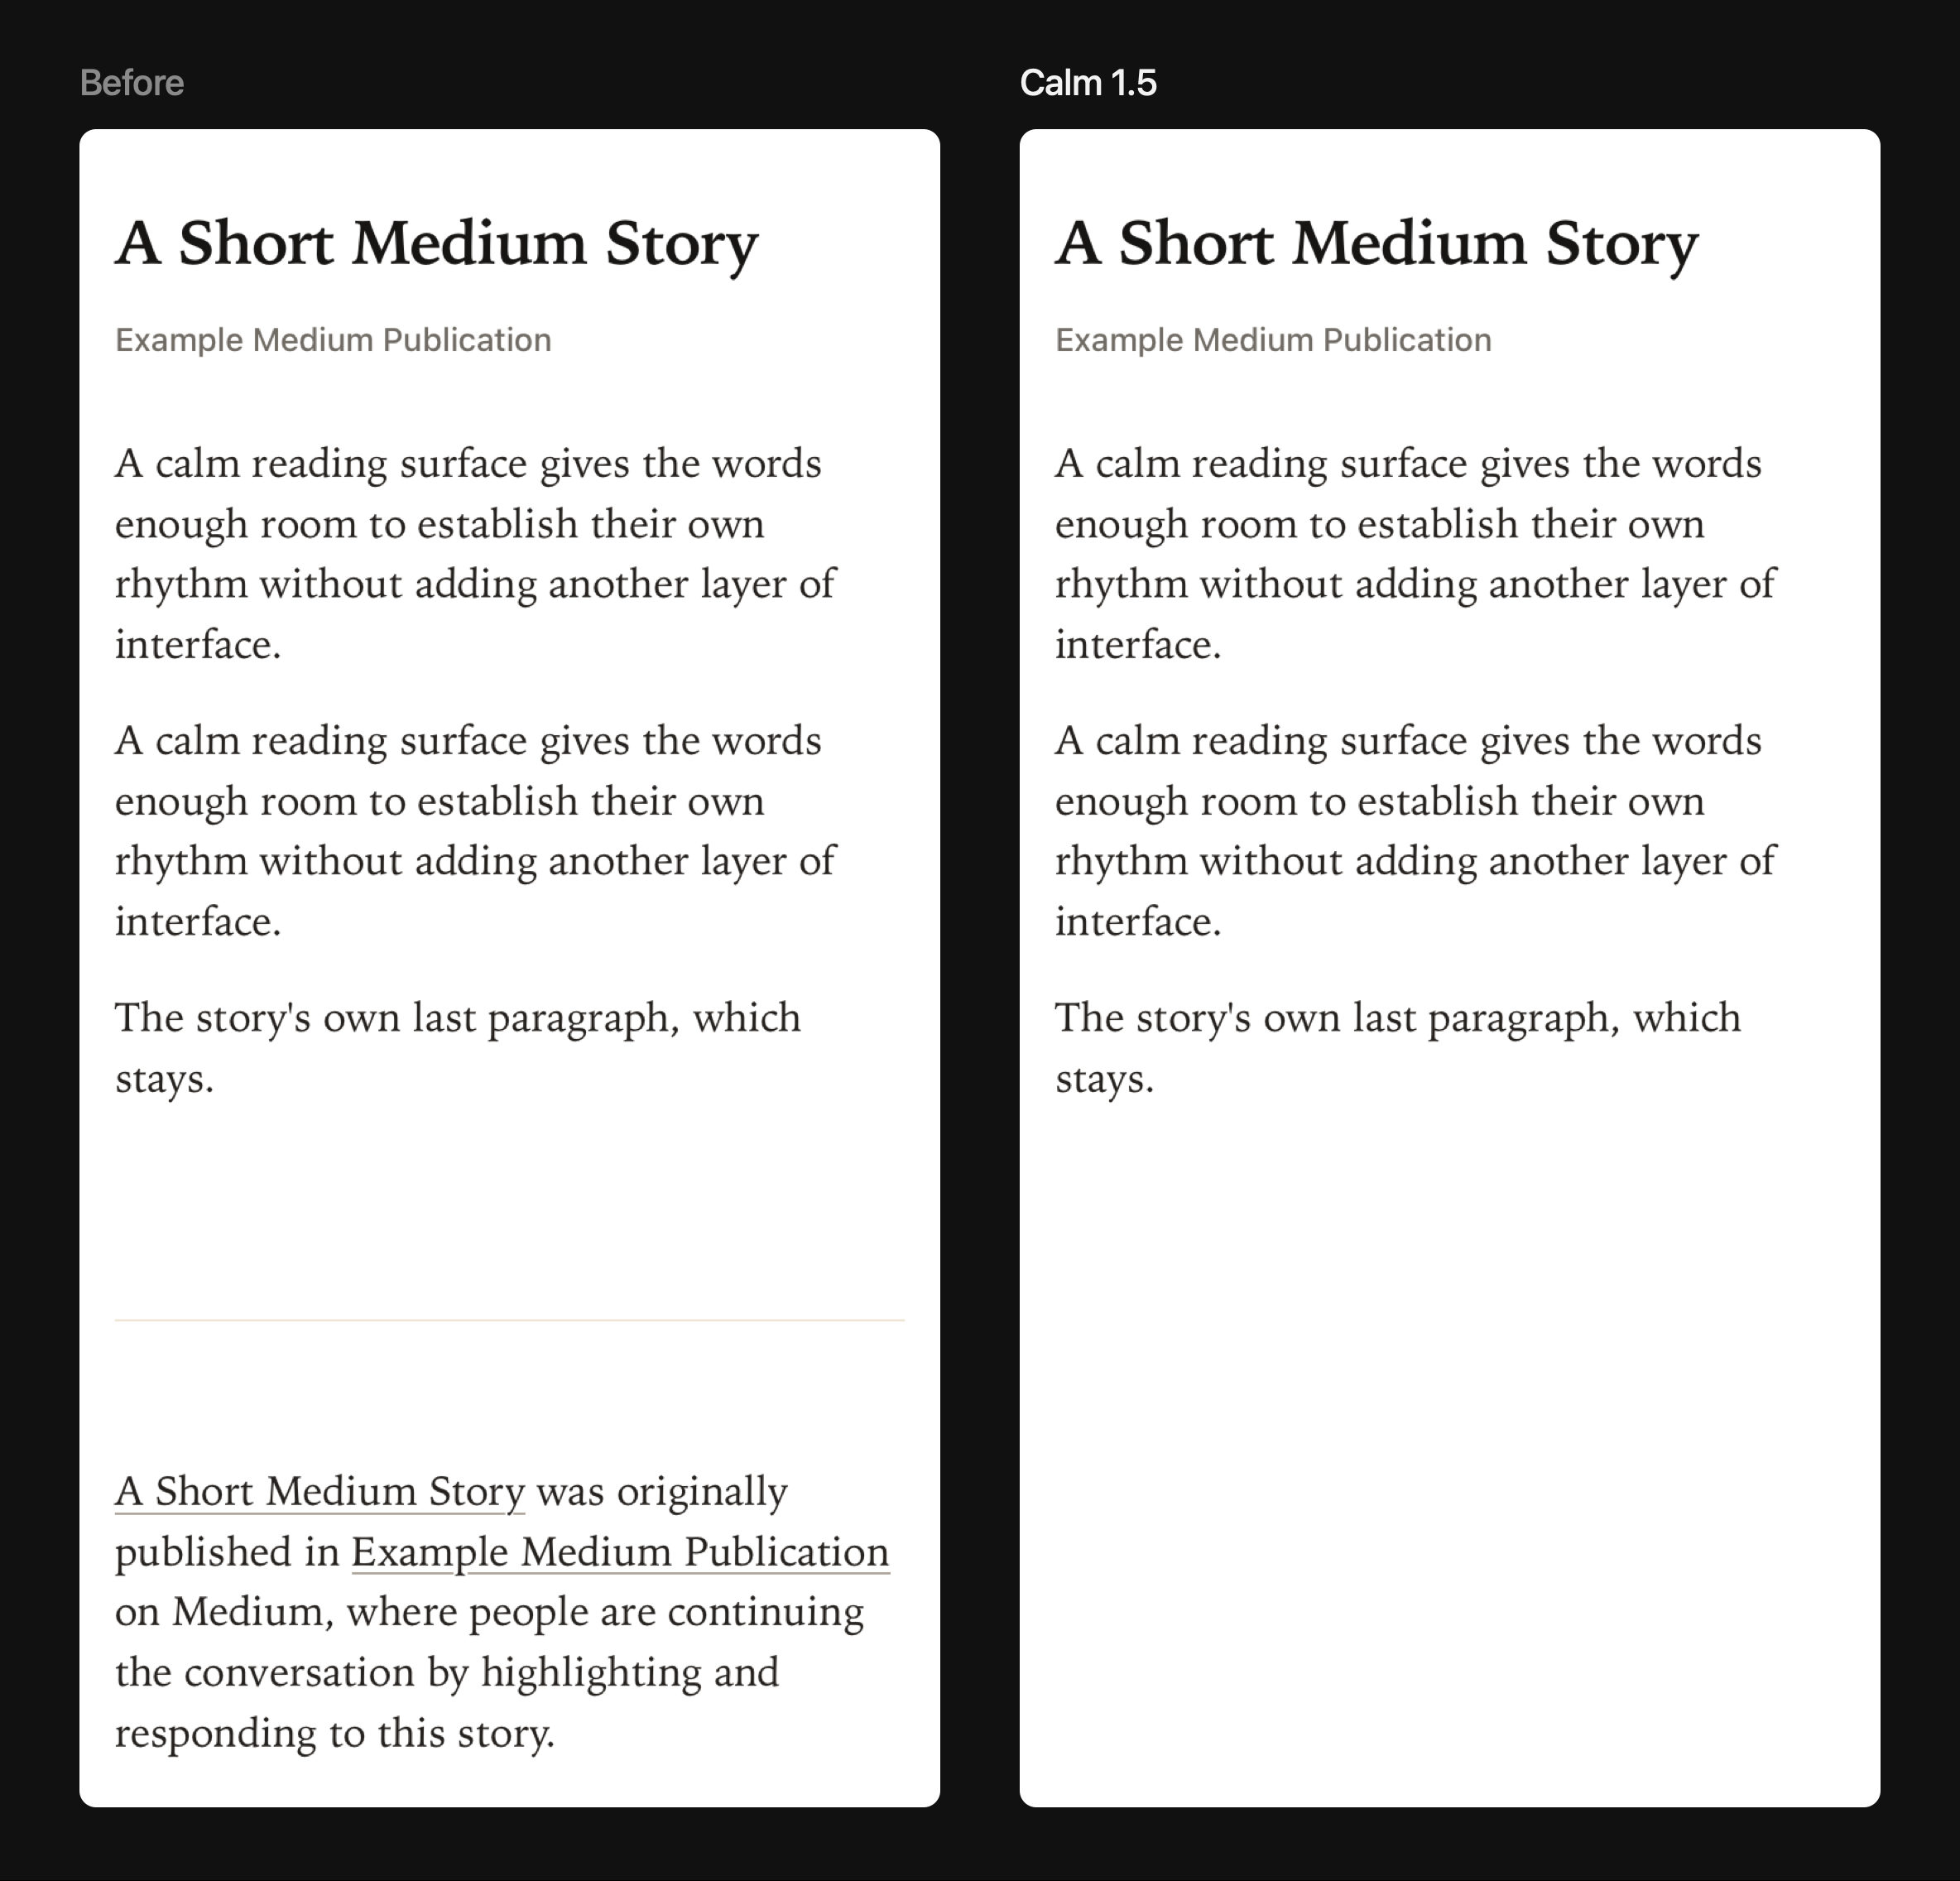 Before
A Short Medium Story
Example Medium Publication
A calm reading surface gives the words
enough room to establish their own
rhythm without adding another layer of
interface.
A calm reading surface gives the words
enough room to establish their own
rhythm without adding another layer of
interface.
The story's own last paragraph, which
stays.
A Short Medium Story was originally
published in Example Medium Publication
on Medium, where people are continuing
the conversation by highlighting and
responding to this story.
Calm 1.5
A Short Medium Story
Example Medium Publication
A calm reading surface gives the words
enough room to establish their own
rhythm without adding another layer of
interface.
A calm reading surface gives the words
enough room to establish their own
rhythm without adding another layer of
interface.
The story's own last paragraph, which
stays.